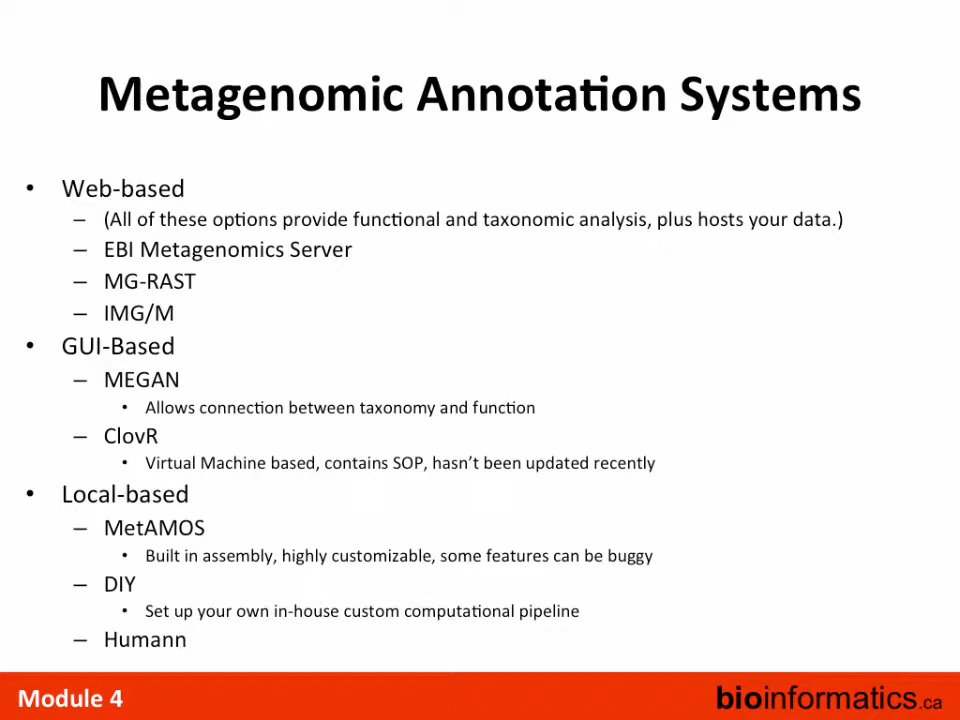 Metagenomic Annotation Systems
• Web-based
– (All of these options provide functional and taxonomic analysis, plus hosts your data.)
– EBI Metagenomics Server
– MG-RAST
– IMG/M
• GUI-Based
– MEGAN
• Allows connection between taxonomy and function
– ClovR
• Virtual Machine based, contains SOP, hasn't been updated recently
• Local-based
– MetAMOS
• Built in assembly, highly customizable, some features can be buggy
– DIY
• Set up your own in-house custom computational pipeline
– Humann
Module 4
bioinformatics.ca